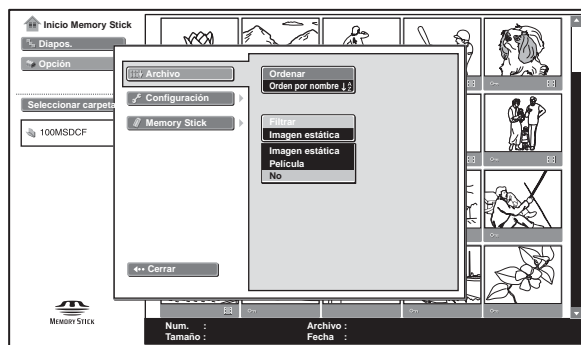 Inicio Memory Stick
Diapos.
Opción
Seleccionar carpeta
100MSDCF
Archivo
Configuración
Memory Stick
Cerrar
Ordenar
Orden por nombre
Filtrar
Imagen estática
Imagen estática
Película
No
MEMORY STICK
Num. : Archivo :
Tamaño : Fecha :